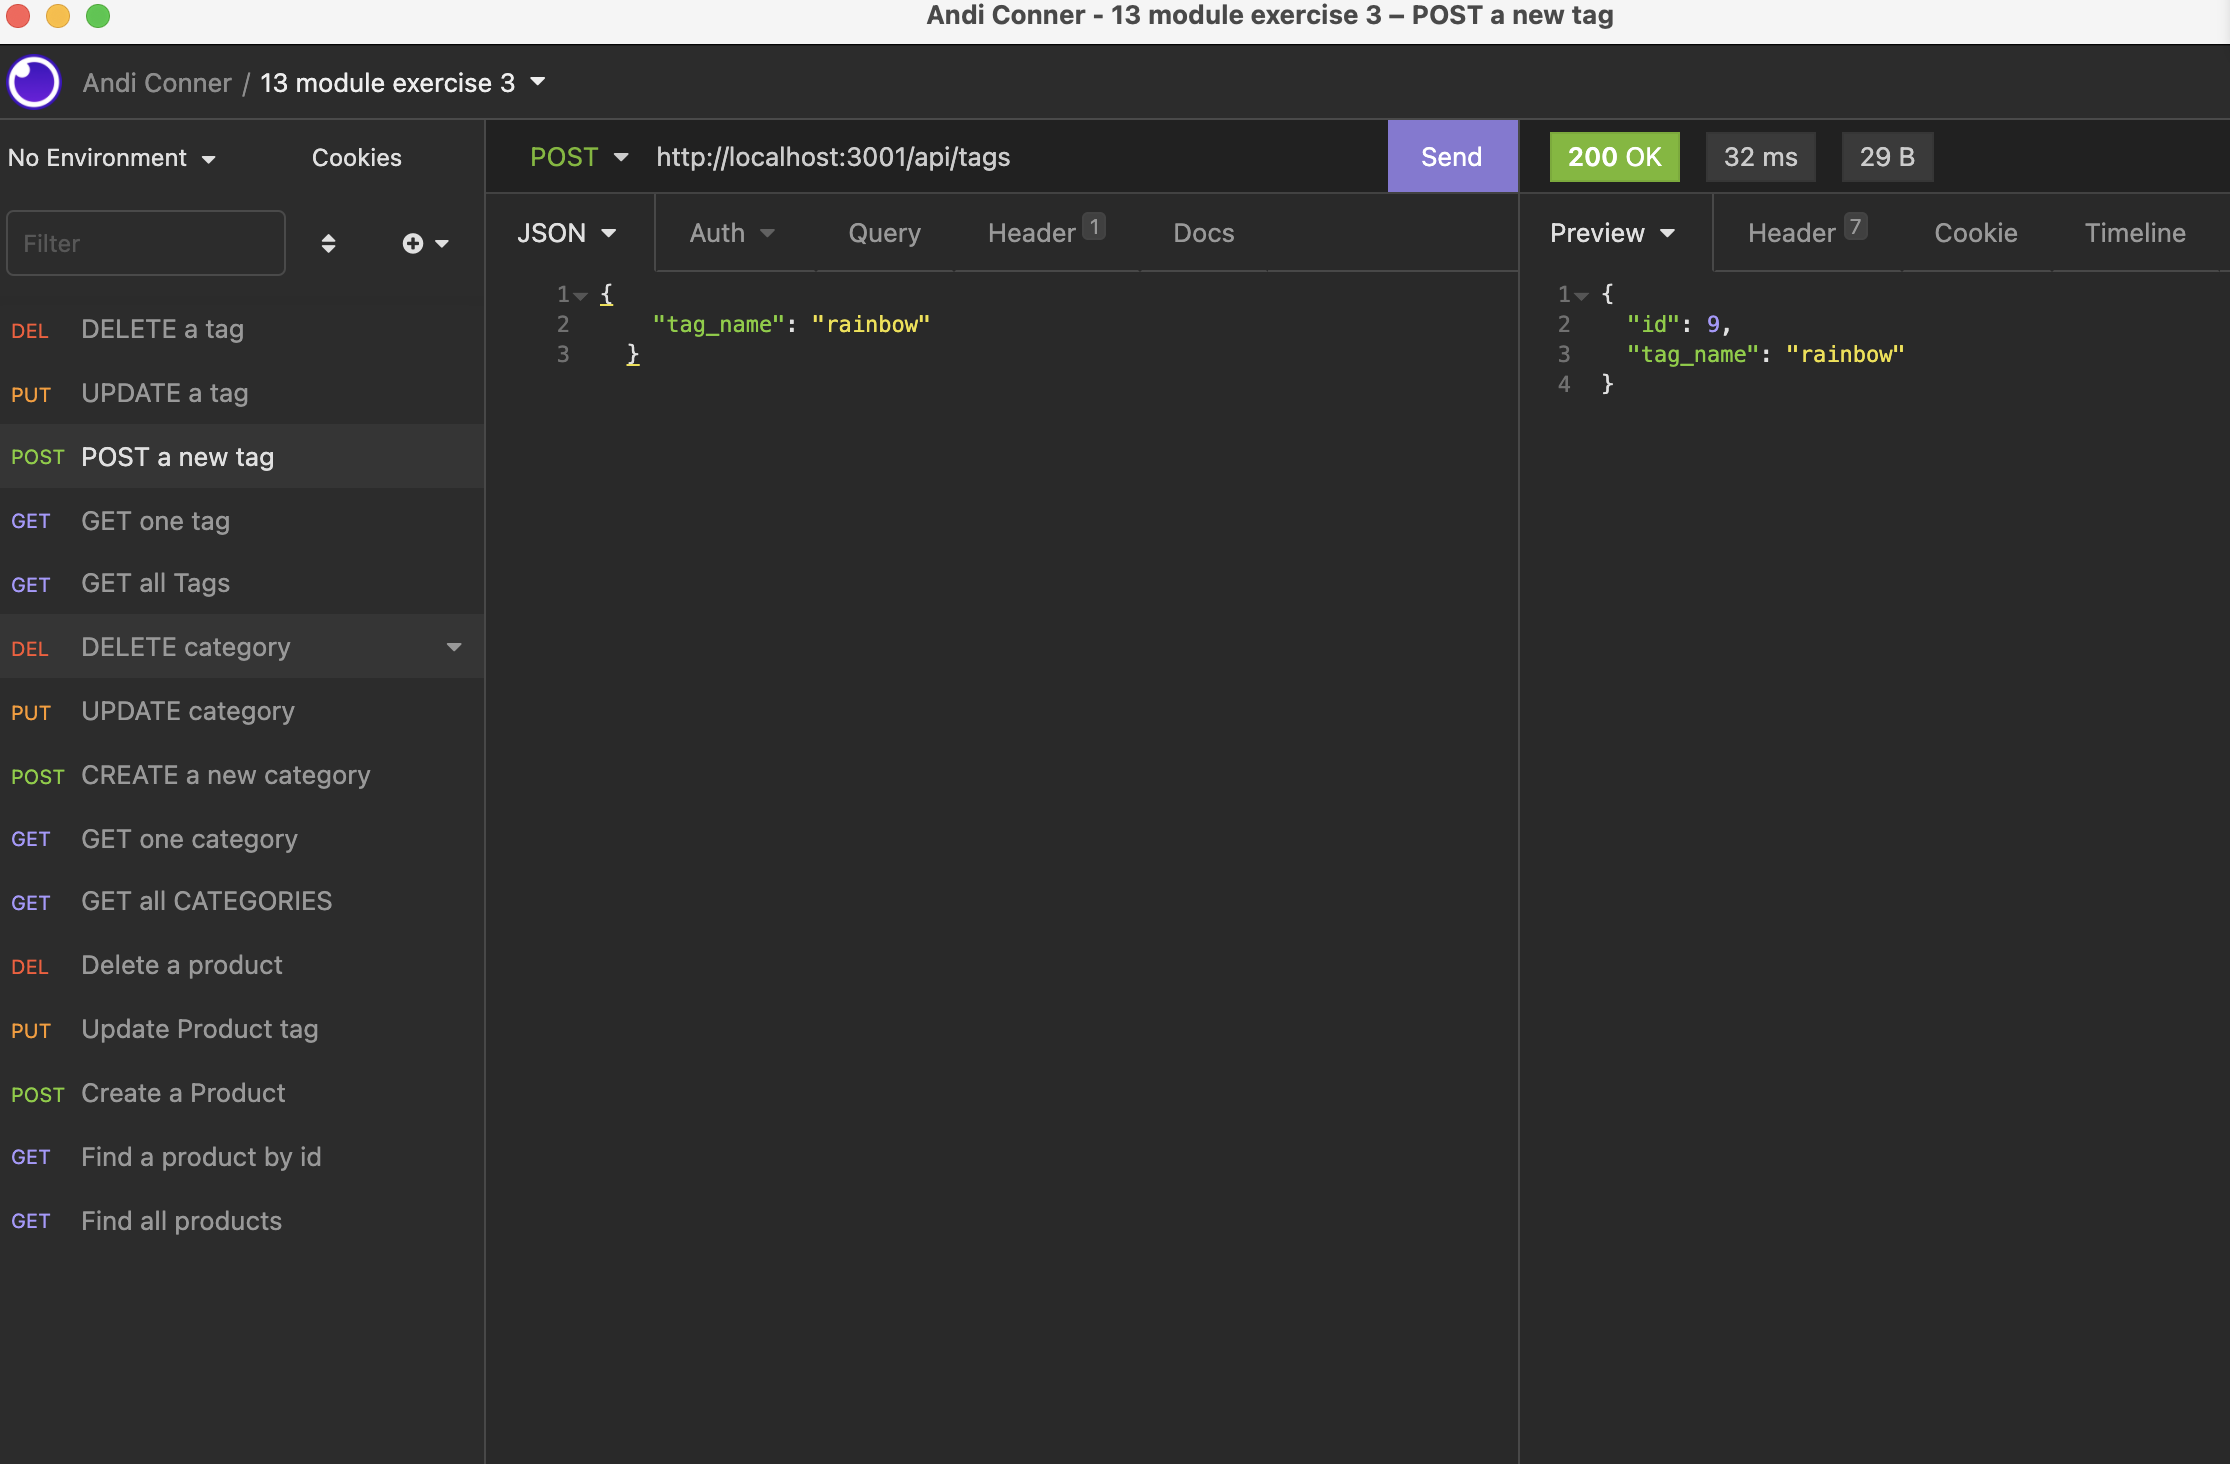 Andi Conner - 13 module exercise 3 – POST a new tag
Andi Conner / 13 module exercise 3
No Environment Cookies
Filter
DEL DELETE a tag
PUT UPDATE a tag
POST POST a new tag
GET GET one tag
GET GET all Tags
DEL DELETE category
PUT UPDATE category
POST CREATE a new category
GET GET one category
GET GET all CATEGORIES
DEL Delete a product
PUT Update Product tag
POST Create a Product
GET Find a product by id
GET Find all products
POST http://localhost:3001/api/tags Send
JSON Auth Query Header 1 Docs
1 {
2 "tag_name": "rainbow"
3 }
200 OK 32 ms 29 B
Preview Header 7 Cookie Timeline
1 {
2 "id": 9,
3 "tag_name": "rainbow"
4 }